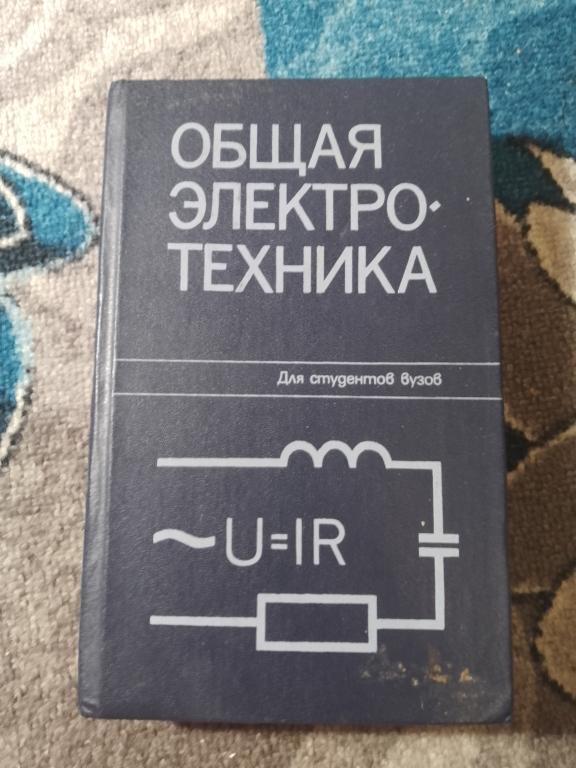 ОБЩАЯ
ЭЛЕКТРО-
ТЕХНИКА
Для студентов вузов
~U=IR